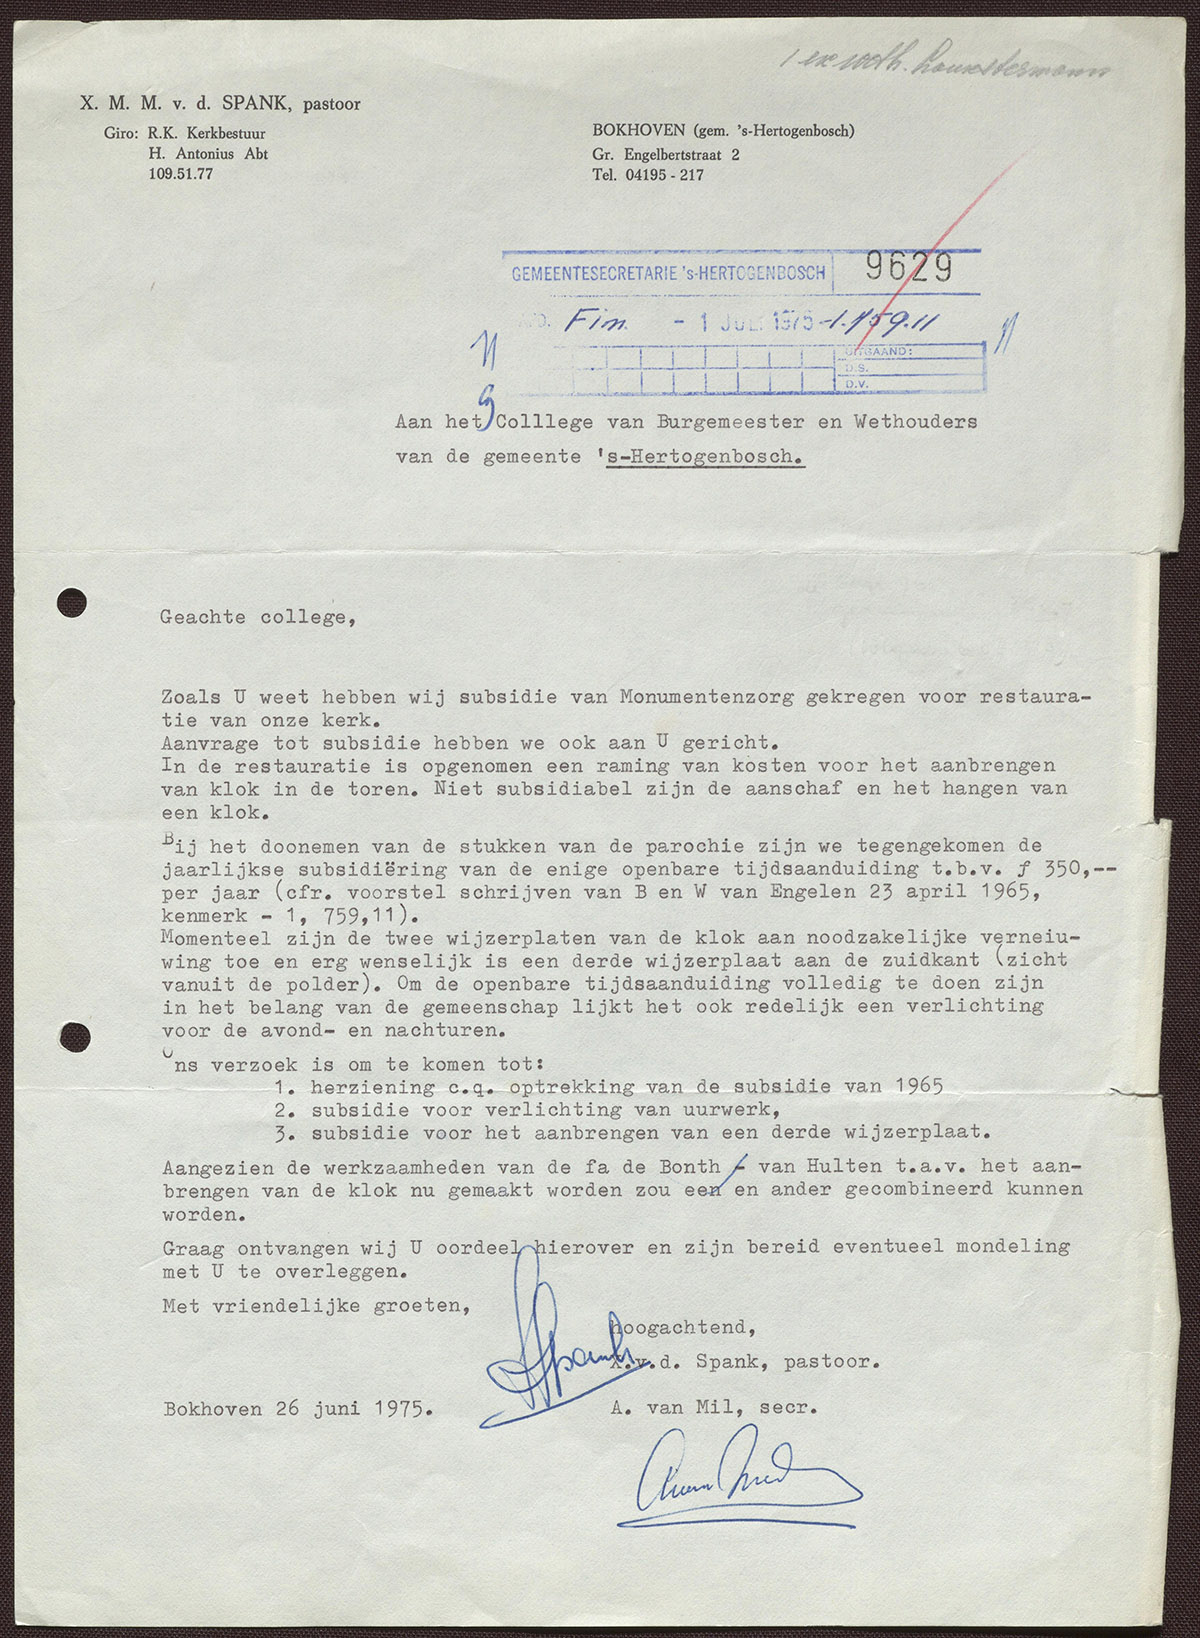 1 ex weth.
X. M. M. v. d. SPANK, pastoor
Giro: R.K. Kerkbestuur
H. Antonius Abt
109.51.77
BOKHOVEN (gem. 's-Hertogenbosch)
Gr. Engelbertstraat 2
Tel. 04195 - 217
GEMEENTESECRETARIE 's-HERTOGENBOSCH 9629
Fin. - 1 JULI 1975 -1.759.11
UITGAAND:
D.S.
D.V.
Aan het Colllege van Burgemeester en Wethouders
van de gemeente 's-Hertogenbosch.
Geachte college,
Zoals U weet hebben wij subsidie van Monumentenzorg gekregen voor restaura-
tie van onze kerk.
Aanvrage tot subsidie hebben we ook aan U gericht.
In de restauratie is opgenomen een raming van kosten voor het aanbrengen
van klok in de toren. Niet subsidiabel zijn de aanschaf en het hangen van
een klok.
Bij het doonemen van de stukken van de parochie zijn we tegengekomen de
jaarlijkse subsidiëring van de enige openbare tijdsaanduiding t.b.v. ƒ 350,--
per jaar (cfr. voorstel schrijven van B en W van Engelen 23 april 1965,
kenmerk - 1, 759,11).
Momenteel zijn de twee wijzerplaten van de klok aan noodzakelijke verneiu-
wing toe en erg wenselijk is een derde wijzerplaat aan de zuidkant (zicht
vanuit de polder). Om de openbare tijdsaanduiding volledig te doen zijn
in het belang van de gemeenschap lijkt het ook redelijk een verlichting
voor de avond- en nachturen.
Ons verzoek is om te komen tot:
1. herziening c.q. optrekking van de subsidie van 1965
2. subsidie voor verlichting van uurwerk,
3. subsidie voor het aanbrengen van een derde wijzerplaat.
Aangezien de werkzaamheden van de fa de Bonth - van Hulten t.a.v. het aan-
brengen van de klok nu gemaakt worden zou een en ander gecombineerd kunnen
worden.
Graag ontvangen wij U oordeel hierover en zijn bereid eventueel mondeling
met U te overleggen.
Met vriendelijke groeten,
hoogachtend,
X.v.d. Spank, pastoor.
Bokhoven 26 juni 1975.
A. van Mil, secr.